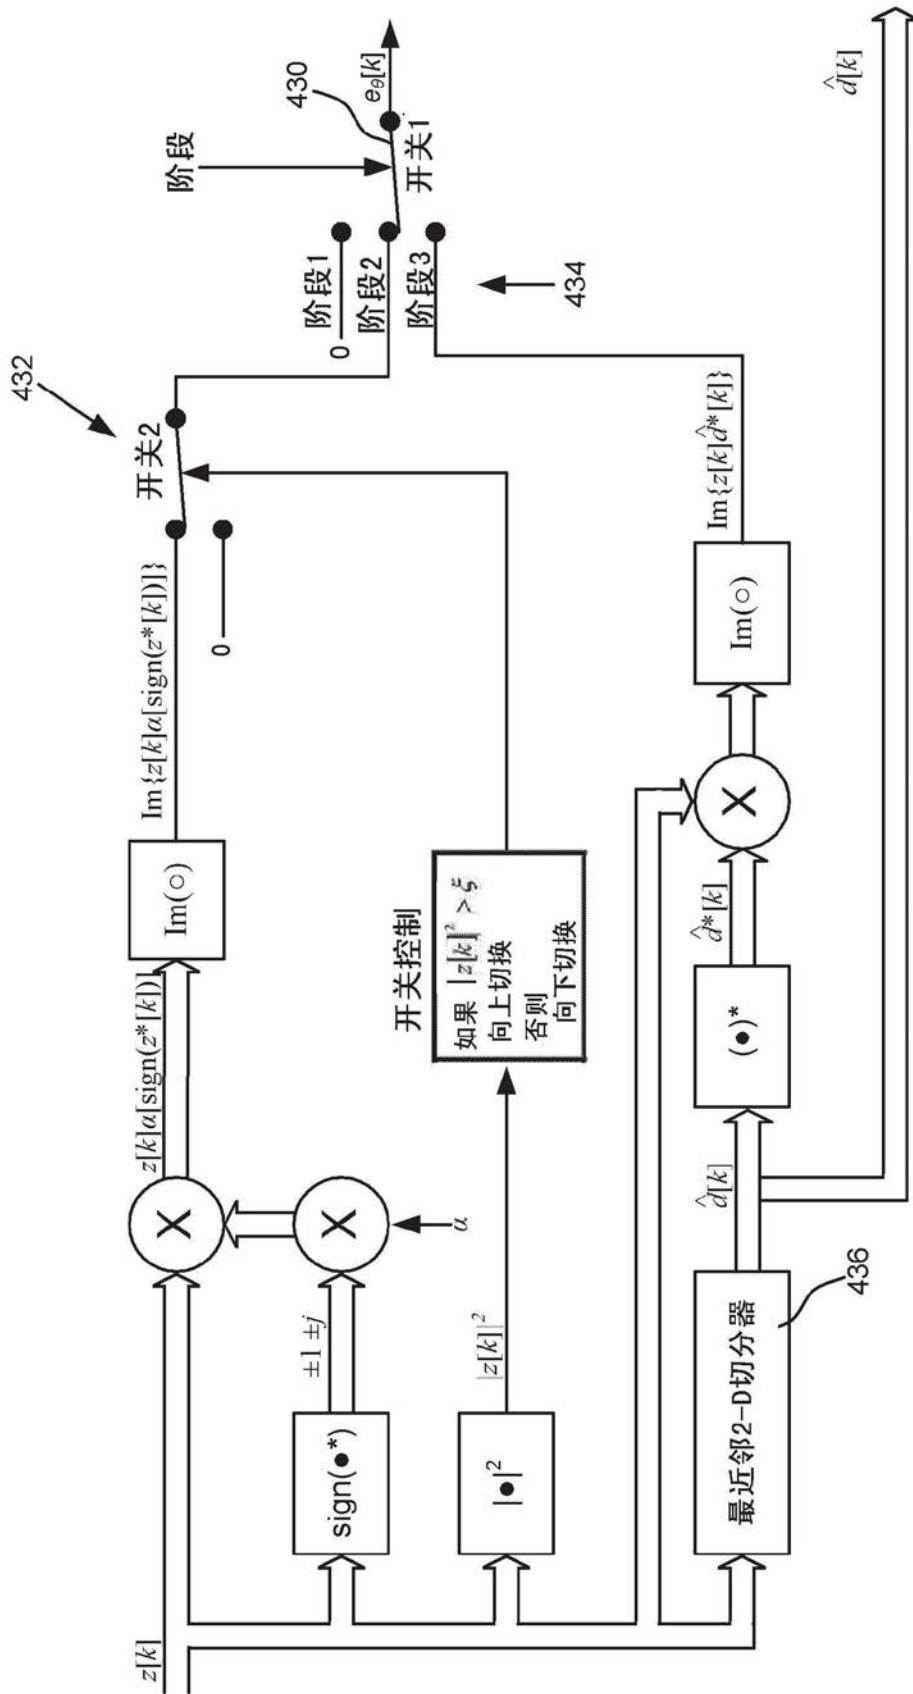 z[k]
z[k]α[sign(z*[k])]
Im(○)
Im{z[k]α[sign(z*[k])]}
开关2
432
0
sign(●*)
±1 ±j
X
X
α
|●|²
|z[k]|²
开关控制
如果 |z[k]|² > ξ
向上切换
否则
向下切换
阶段
0
阶段1
阶段2
阶段3
434
开关1
430
eθ[k]
最近邻2-D切分器
436
d̂[k]
(●)*
d̂*[k]
X
Im(○)
Im{z[k]d̂*[k]}
d̂[k]